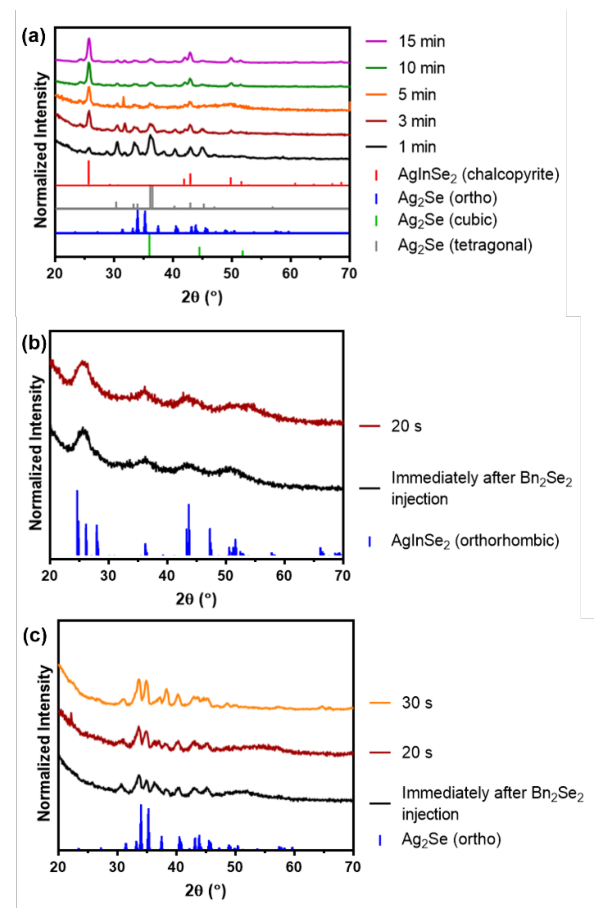 (a)
Normalized Intensity
15 min
10 min
5 min
3 min
1 min
AgInSe₂ (chalcopyrite)
Ag₂Se (ortho)
Ag₂Se (cubic)
Ag₂Se (tetragonal)
20 30 40 50 60 70
2θ (°)
(b)
Normalized Intensity
20 s
Immediately after Bn₂Se₂
injection
AgInSe₂ (orthorhombic)
20 30 40 50 60 70
2θ (°)
(c)
Normalized Intensity
30 s
20 s
Immediately after Bn₂Se₂
injection
Ag₂Se (ortho)
20 30 40 50 60 70
2θ (°)